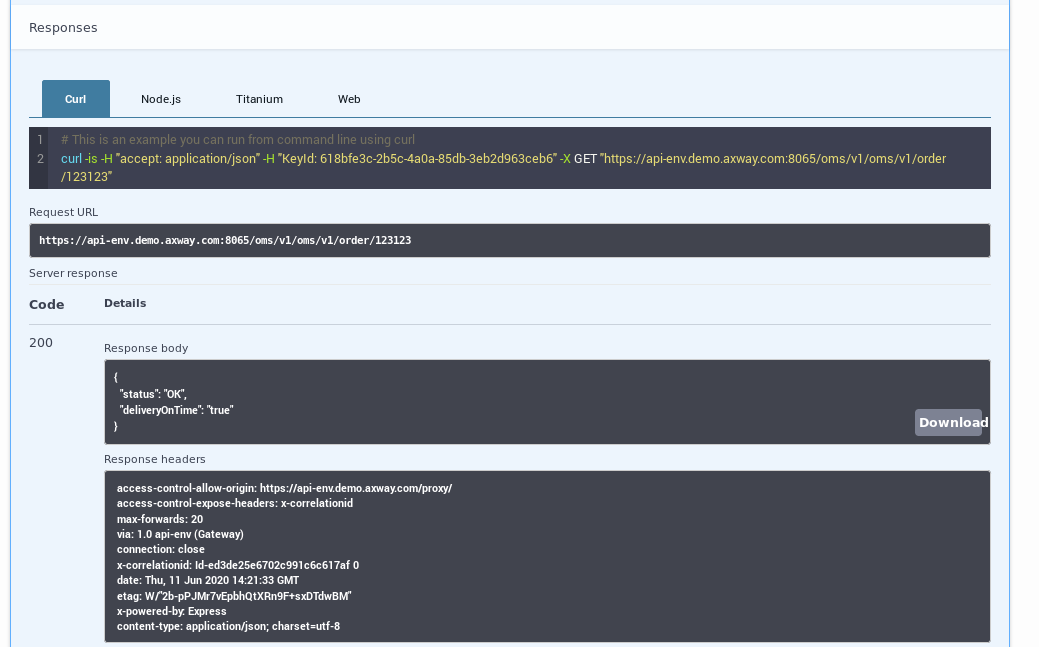 Responses
Curl Node.js Titanium Web
1 # This is an example you can run from command line using curl
2 curl -is -H "accept: application/json" -H "KeyId: 618bfe3c-2b5c-4a0a-85db-3eb2d963ceb6" -X GET "https://api-env.demo.axway.com:8065/oms/v1/oms/v1/order
/123123"
Request URL
https://api-env.demo.axway.com:8065/oms/v1/oms/v1/order/123123
Server response
Code Details
200
Response body
{
"status": "OK",
"deliveryOnTime": "true"
}
Download
Response headers
access-control-allow-origin: https://api-env.demo.axway.com/proxy/
access-control-expose-headers: x-correlationid
max-forwards: 20
via: 1.0 api-env (Gateway)
connection: close
x-correlationid: Id-ed3de25e6702c991c6c617af 0
date: Thu, 11 Jun 2020 14:21:33 GMT
etag: W/"2b-pPJMr7vEpbhQtXRn9F+sxDTdwBM"
x-powered-by: Express
content-type: application/json; charset=utf-8